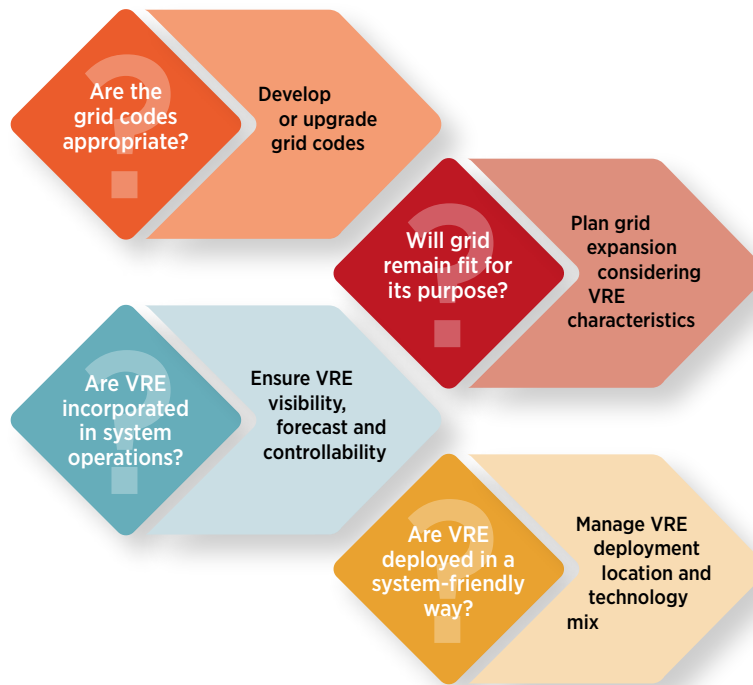 Are the
grid codes
appropriate?
Develop
or upgrade
grid codes
Will grid
remain fit for
its purpose?
Plan grid
expansion
considering
VRE
characteristics
Are VRE
incorporated
in system
operations?
Ensure VRE
visibility,
forecast and
controllability
Are VRE
deployed in a
system-friendly
way?
Manage VRE
deployment
location and
technology
mix